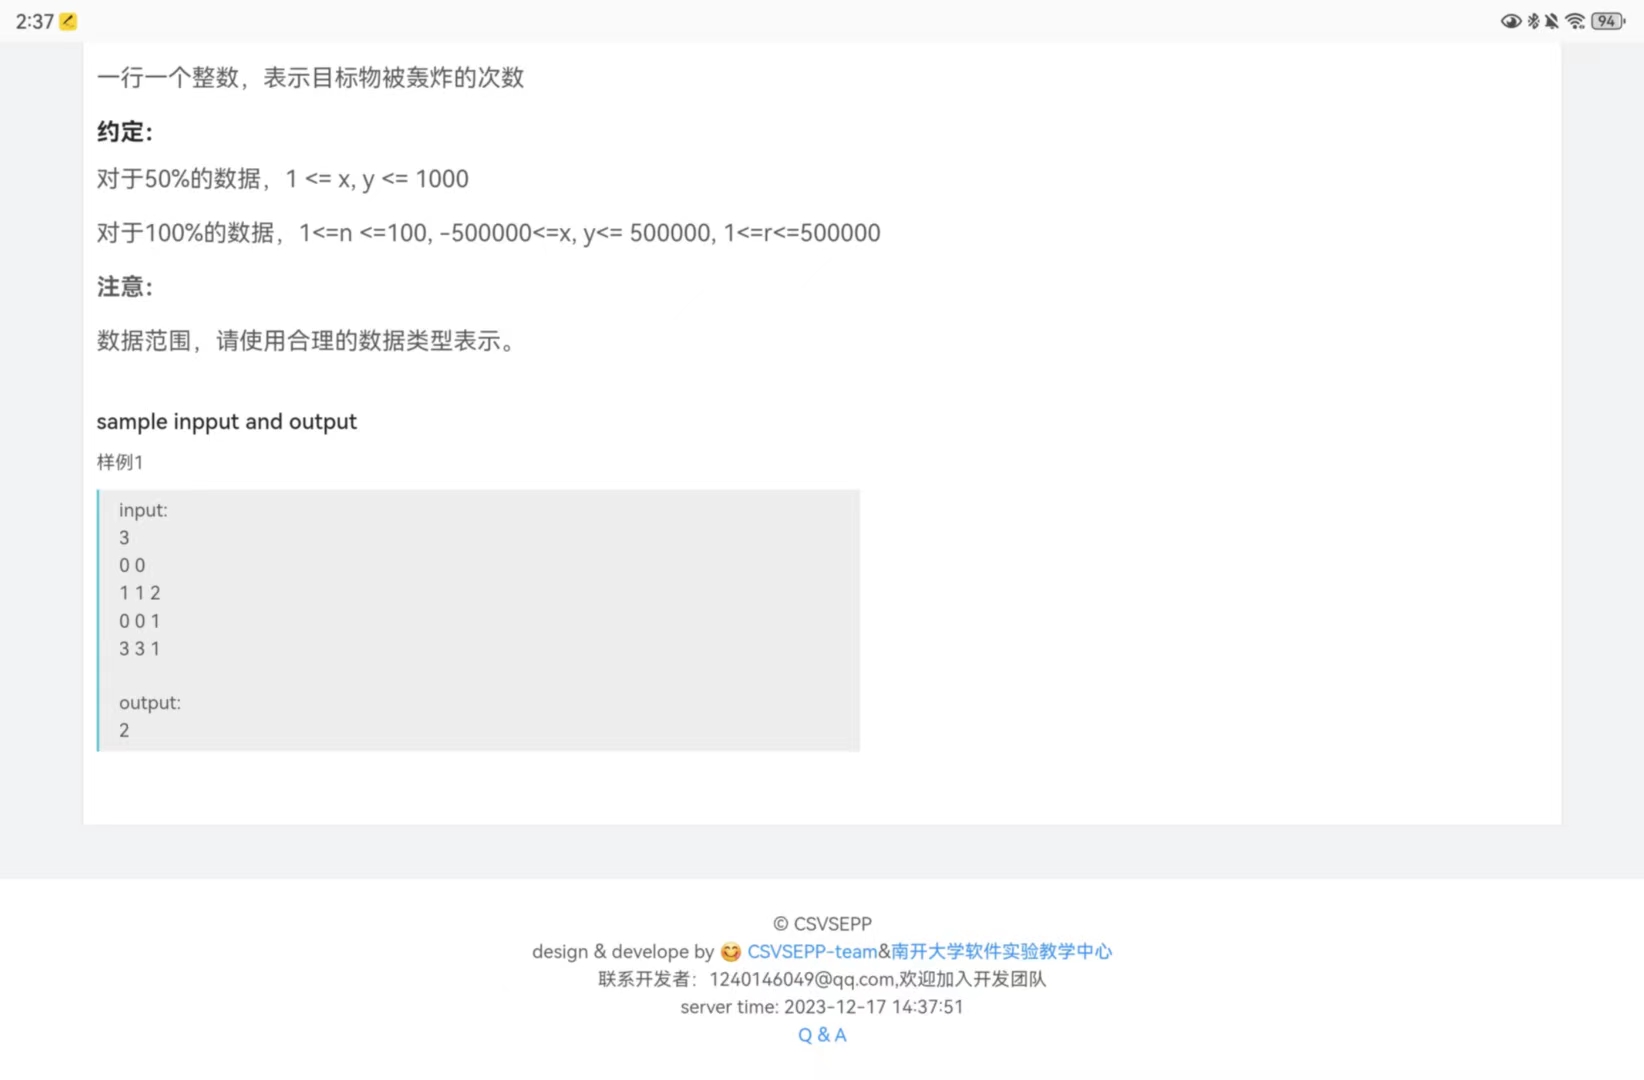 2:37
94
一行一个整数，表示目标物被轰炸的次数
约定：
对于50%的数据，1 <= x, y <= 1000
对于100%的数据，1<=n <=100, -500000<=x, y<= 500000, 1<=r<=500000
注意：
数据范围，请使用合理的数据类型表示。
sample inpput and output
样例1
input:
3
0 0
1 1 2
0 0 1
3 3 1
output:
2
© CSVSEPP
design & develope by 😋 CSVSEPP-team&南开大学软件实验教学中心
联系开发者：1240146049@qq.com,欢迎加入开发团队
server time: 2023-12-17 14:37:51
Q & A